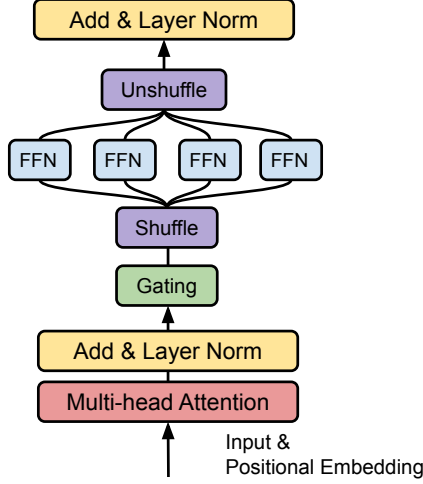 Add & Layer Norm
Unshuffle
FFN FFN FFN FFN
Shuffle
Gating
Add & Layer Norm
Multi-head Attention
Input &
Positional Embedding